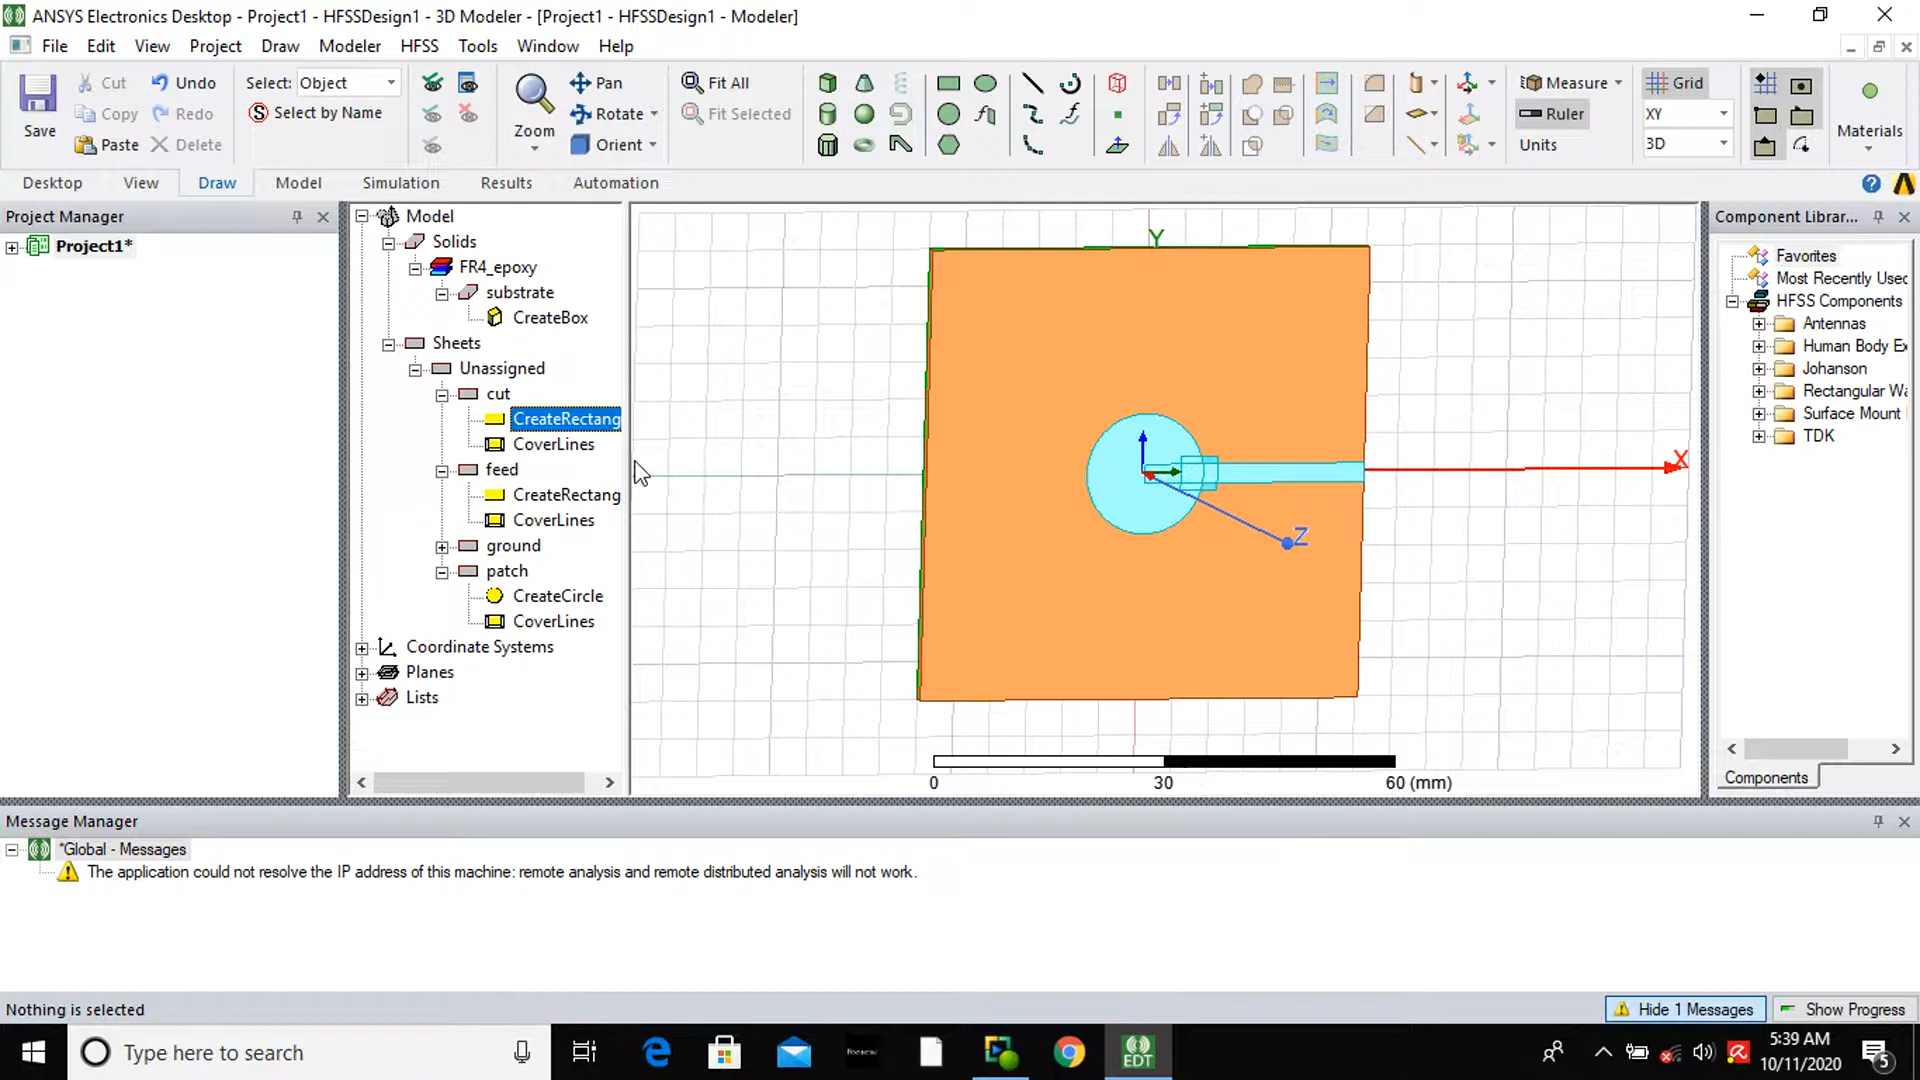 ANSYS Electronics Desktop - Project1 - HFSSDesign1 - 3D Modeler - [Project1 - HFSSDesign1 - Modeler]
File Edit View Project Draw Modeler HFSS Tools Window Help
Save
Cut
Copy
Paste
Undo
Redo
Delete
Select: Object
Select by Name
Zoom
Pan
Rotate
Orient
Fit All
Fit Selected
Measure
Ruler
Units
Grid
XY
3D
Materials
Desktop View Draw Model Simulation Results Automation
Project Manager
Project1*
Model
Solids
FR4_epoxy
substrate
CreateBox
Sheets
Unassigned
cut
CreateRectang
CoverLines
feed
CreateRectang
CoverLines
ground
patch
CreateCircle
CoverLines
Coordinate Systems
Planes
Lists
Y
X
Z
0 30 60 (mm)
Component Librar...
Favorites
Most Recently Used
HFSS Components
Antennas
Human Body Ex
Johanson
Rectangular Wa
Surface Mount
TDK
Components
Message Manager
*Global - Messages
The application could not resolve the IP address of this machine: remote analysis and remote distributed analysis will not work.
Nothing is selected
Hide 1 Messages
Show Progress
Type here to search
EDT
5:39 AM
10/11/2020
5